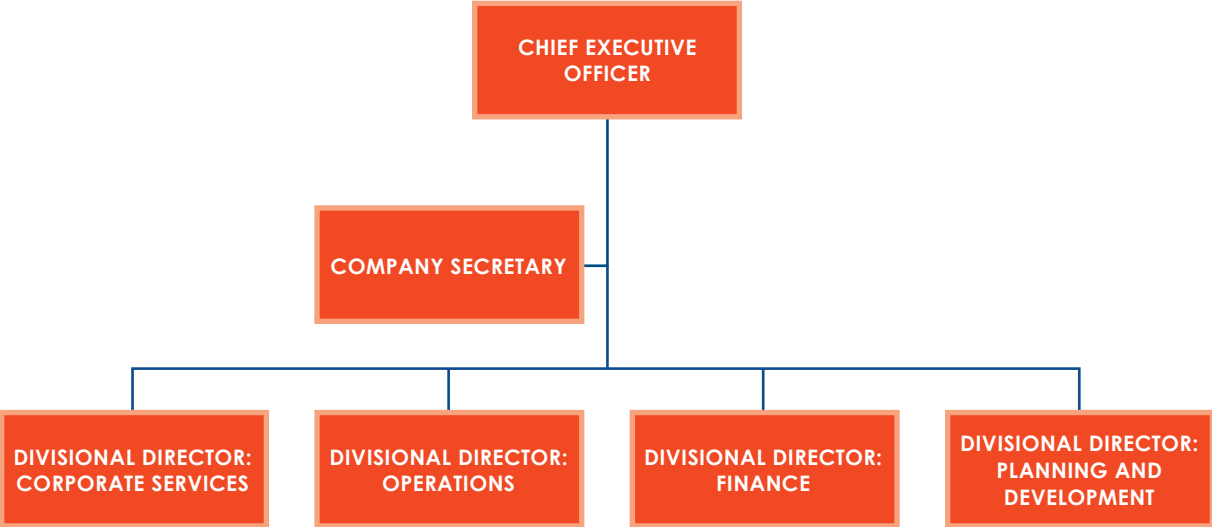 CHIEF EXECUTIVE
OFFICER
COMPANY SECRETARY
DIVISIONAL DIRECTOR:
CORPORATE SERVICES
DIVISIONAL DIRECTOR:
OPERATIONS
DIVISIONAL DIRECTOR:
FINANCE
DIVISIONAL DIRECTOR:
PLANNING AND
DEVELOPMENT